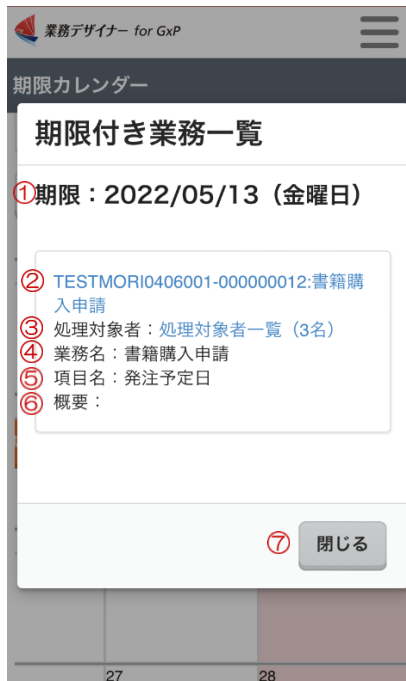 業務デザイナー for GxP
期限カレンダー
期限付き業務一覧
①期限：2022/05/13（金曜日）
②TESTMORI0406001-000000012:書籍購
入申請
③処理対象者：処理対象者一覧（3名）
④業務名：書籍購入申請
⑤項目名：発注予定日
⑥概要：
⑦閉じる
27 28